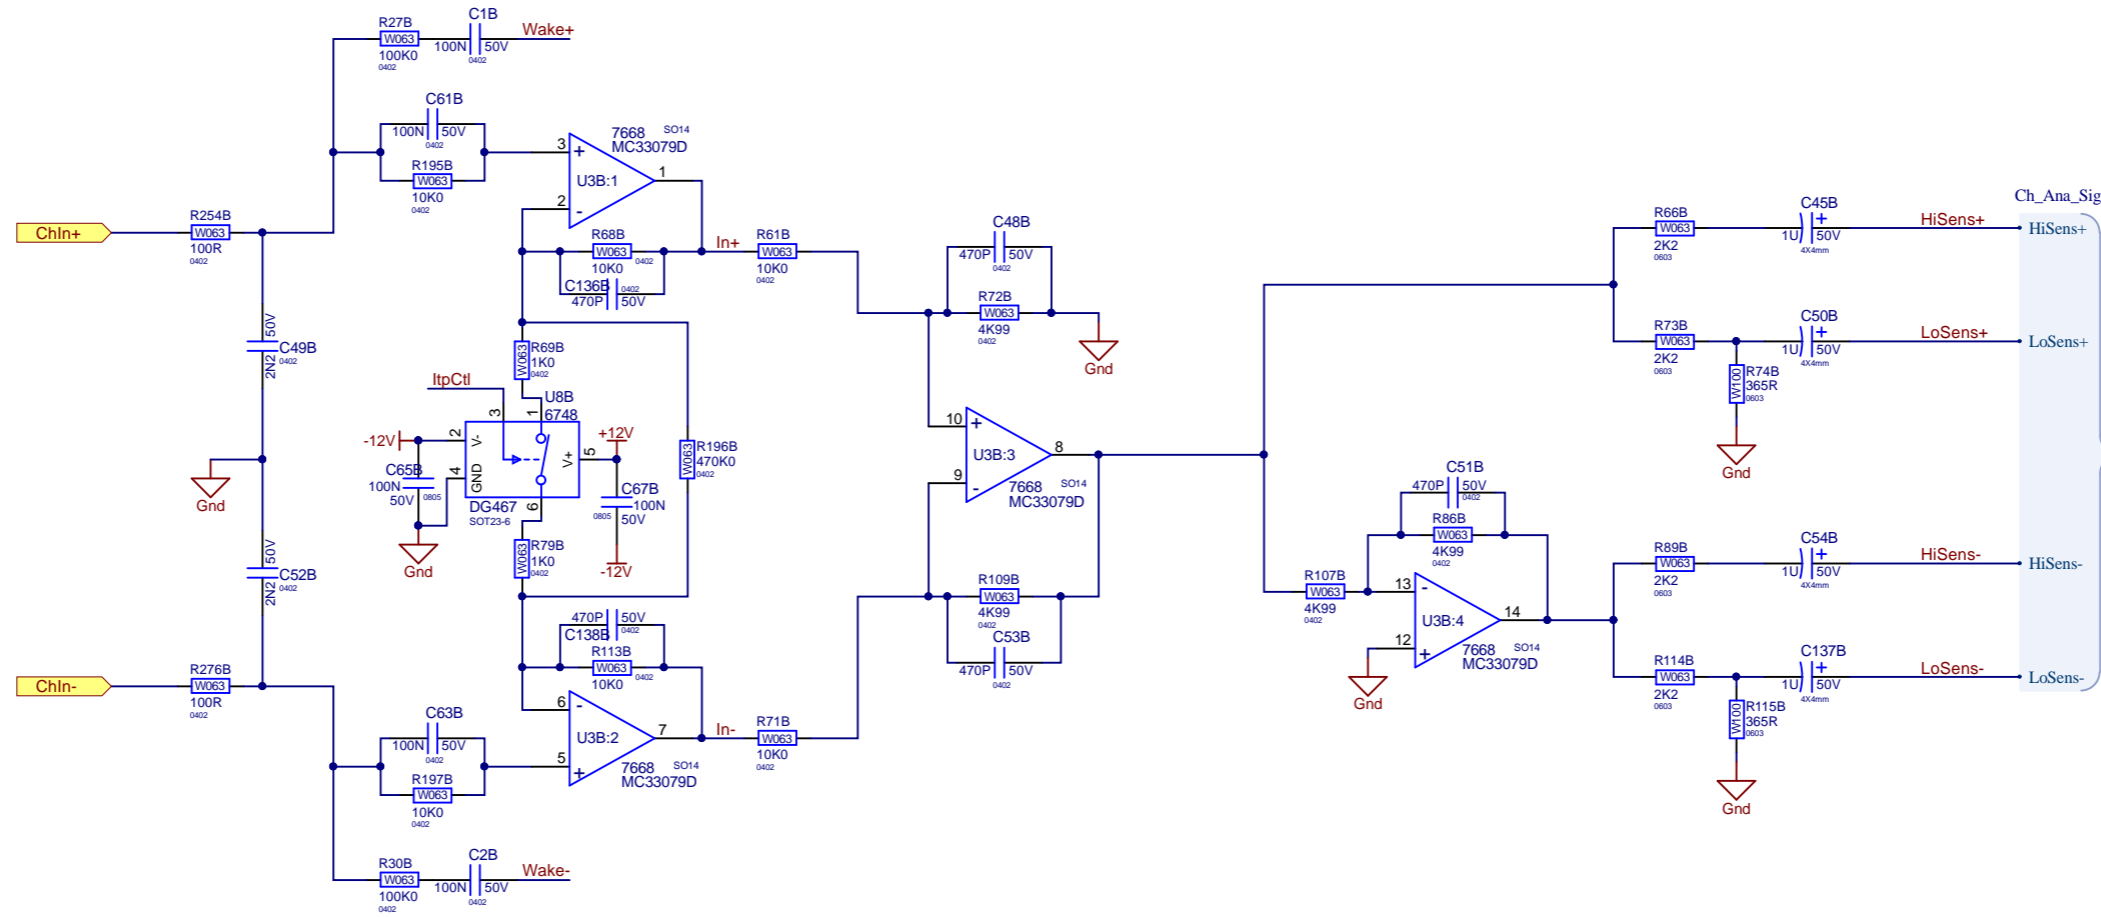 R27B
W063
100K0
0402
C1B
100N 50V
0402
Wake+
C61B
100N 50V
0402
R195B
W063
10K0
0402
7668 SO14
MC33079D
3
+
U3B:1
1
2
-
ChIn+
R254B
W063
100R
0402
R68B
W063 0402
10K0
C136B 0402
470P 50V
In+
R61B
W063
10K0
0402
C48B
470P 50V
0402
R72B
W063
4K99
0402
Gnd
50V
C49B
0402
2N2
R69B
W063
1K0
0402
ItpCtl
U8B
6748
3
1
-12V
2
V-
+12V
5
V+
4
GND
C65B
100N
50V 0805
DG467
SOT23-6
6
R196B
W063
470K0
0402
C67B
0805 100N
50V
-12V
Gnd
Gnd
R79B
W063
1K0
0402
50V
C52B
0402
2N2
10
+
U3B:3
8
9
-
SO14
7668
MC33079D
470P 50V
C138B 0402
R113B
W063 0402
10K0
R109B
W063
4K99
0402
C53B
470P 50V
0402
ChIn-
R276B
W063
100R
0402
6
-
U3B:2
7
5
+
7668 SO14
MC33079D
In-
R71B
W063
10K0
0402
C63B
100N 50V
0402
R197B
W063
10K0
0402
R30B
W063
100K0
0402
C2B
100N 50V
0402
Wake-
R66B
W063
2K2
0603
C45B
+
1U 50V
4X4mm
HiSens+
Ch_Ana_Sig
HiSens+
R73B
W063
2K2
0603
C50B
+
1U 50V
4X4mm
LoSens+
LoSens+
R74B
W100
365R
0603
Gnd
C51B
470P 50V
0402
R86B
W063
4K99
0402
R107B
W063
4K99
0402
13
-
U3B:4
14
12
+
7668 SO14
MC33079D
Gnd
R89B
W063
2K2
0603
C54B
+
1U 50V
4X4mm
HiSens-
HiSens-
R114B
W063
2K2
0603
C137B
+
1U 50V
4X4mm
LoSens-
LoSens-
R115B
W100
365R
0603
Gnd